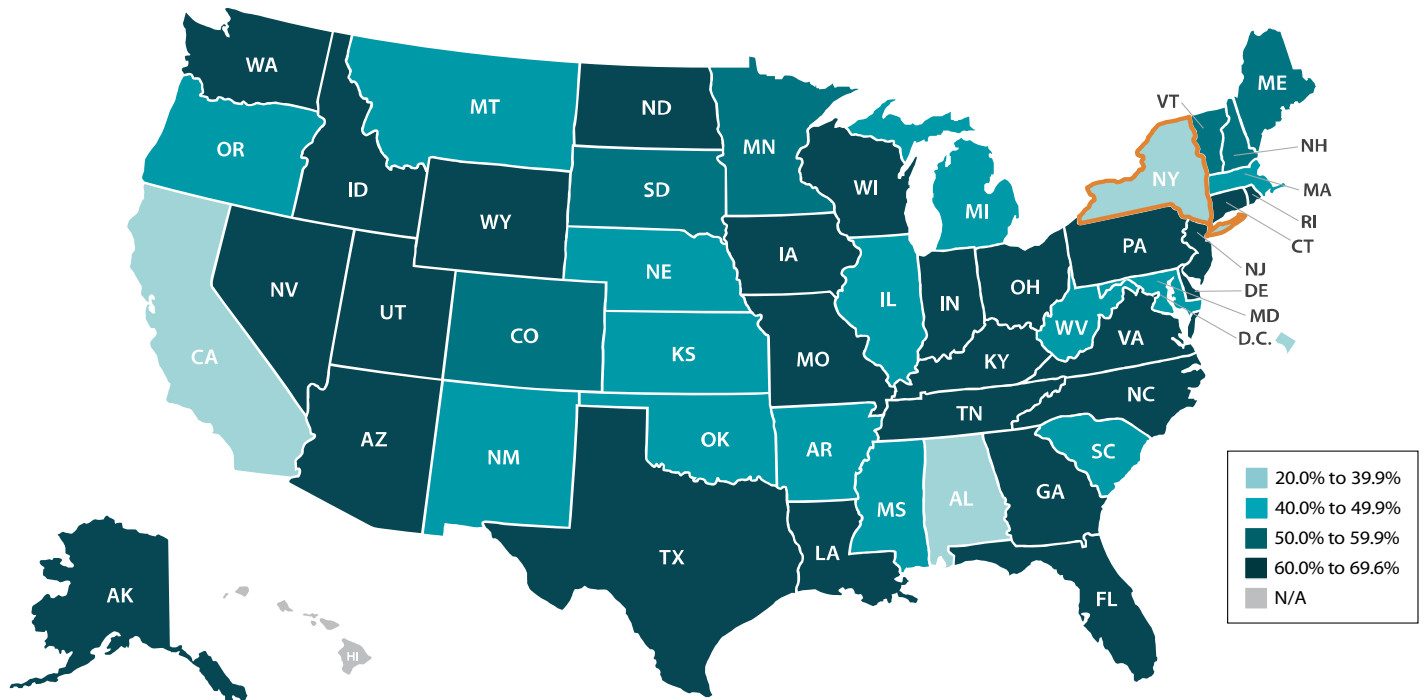 WA
ME
VT
MT
ND
MN
OR
NH
NY
WI
ID
SD
MA
WY
MI
RI
CT
IA
PA
NE
NJ
NV
OH
DE
IL
IN
UT
MD
CO
WV
D.C.
VA
CA
KS
MO
KY
NC
TN
AZ
OK
NM
AR
SC
20.0% to 39.9%
GA
AL
40.0% to 49.9%
MS
50.0% to 59.9%
LA
TX
60.0% to 69.6%
AK
FL
N/A
HI